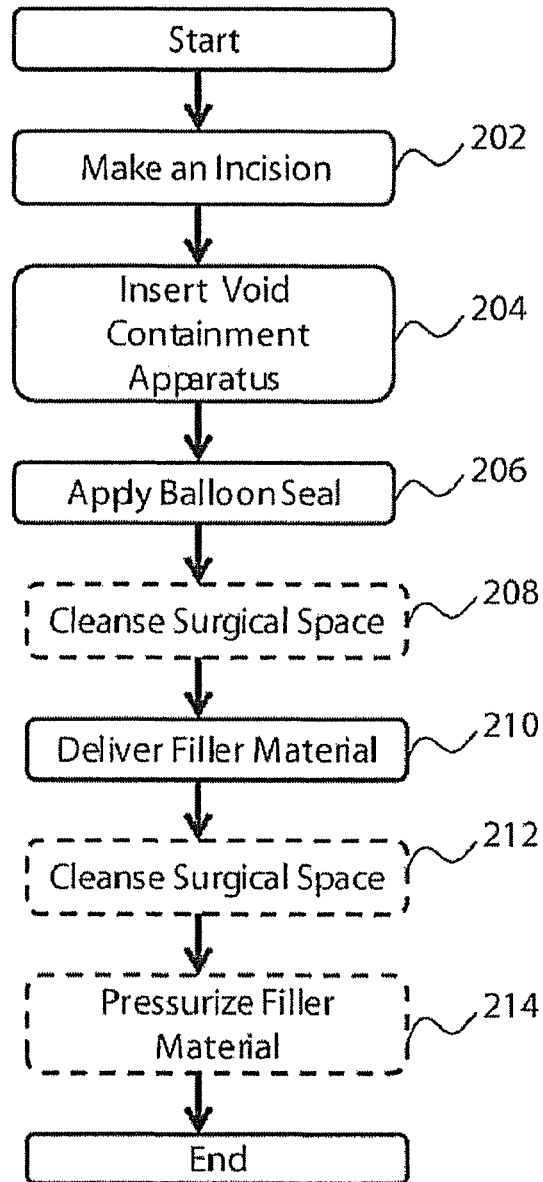 Start
Make an Incision
202
Insert Void
Containment
Apparatus
204
Apply Balloon Seal
206
Cleanse Surgical Space
208
Deliver Filler Material
210
Cleanse Surgical Space
212
Pressurize Filler
Material
214
End